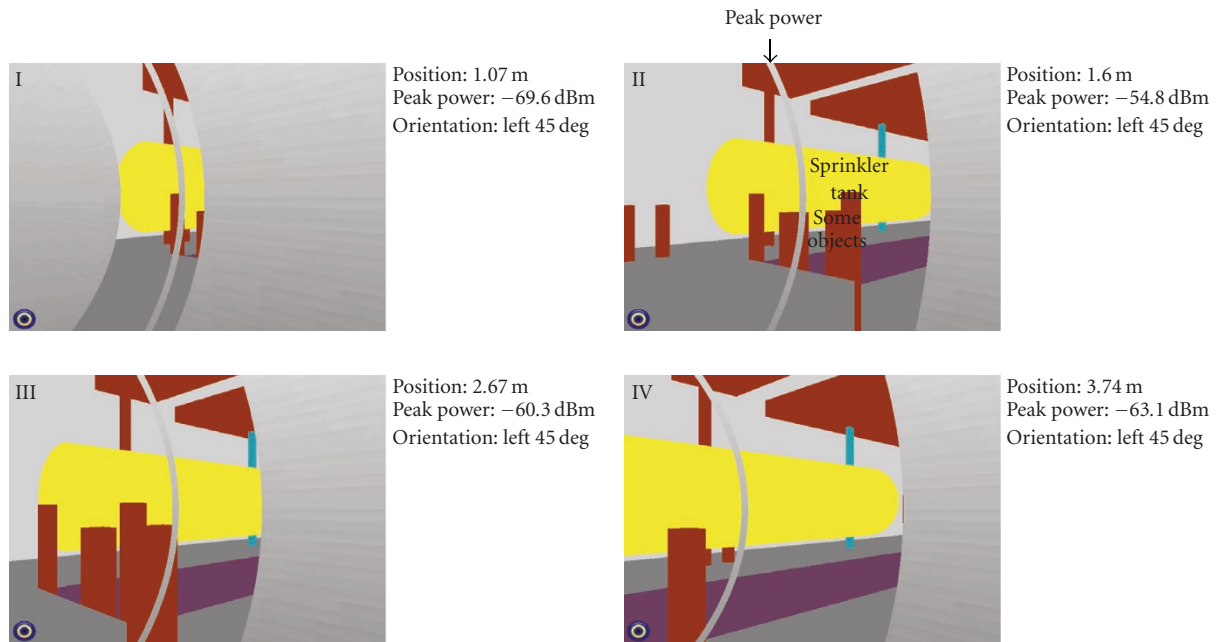 Peak power
I
Position: 1.07 m
Peak power: −69.6 dBm
Orientation: left 45 deg
II
Sprinkler
tank
Some
objects
Position: 1.6 m
Peak power: −54.8 dBm
Orientation: left 45 deg
III
Position: 2.67 m
Peak power: −60.3 dBm
Orientation: left 45 deg
IV
Position: 3.74 m
Peak power: −63.1 dBm
Orientation: left 45 deg